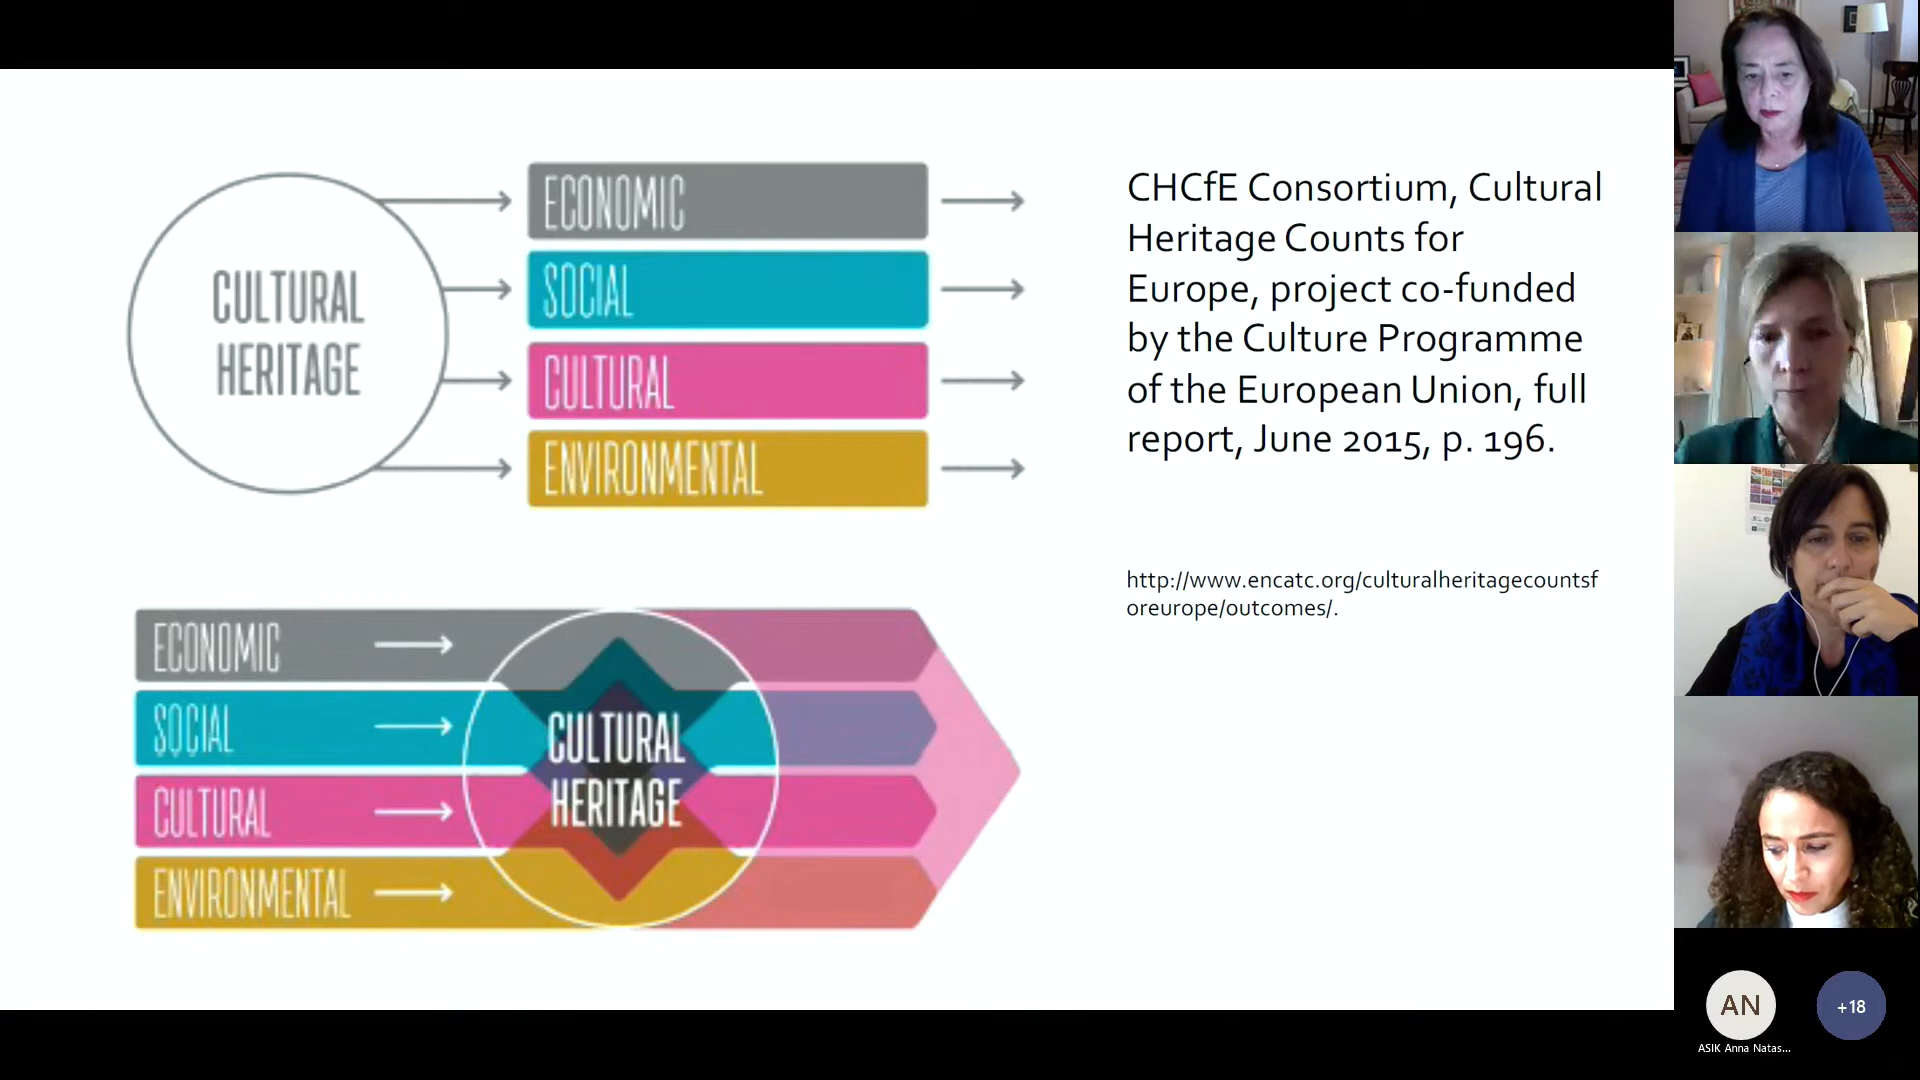 CULTURAL
HERITAGE
ECONOMIC
SOCIAL
CULTURAL
ENVIRONMENTAL
CHCfE Consortium, Cultural
Heritage Counts for
Europe, project co-funded
by the Culture Programme
of the European Union, full
report, June 2015, p. 196.
http://www.encatc.org/culturalheritagecountsf
oreurope/outcomes/.
ECONOMIC
SOCIAL
CULTURAL
ENVIRONMENTAL
CULTURAL
HERITAGE
AN
+18
ASIK Anna Natas...